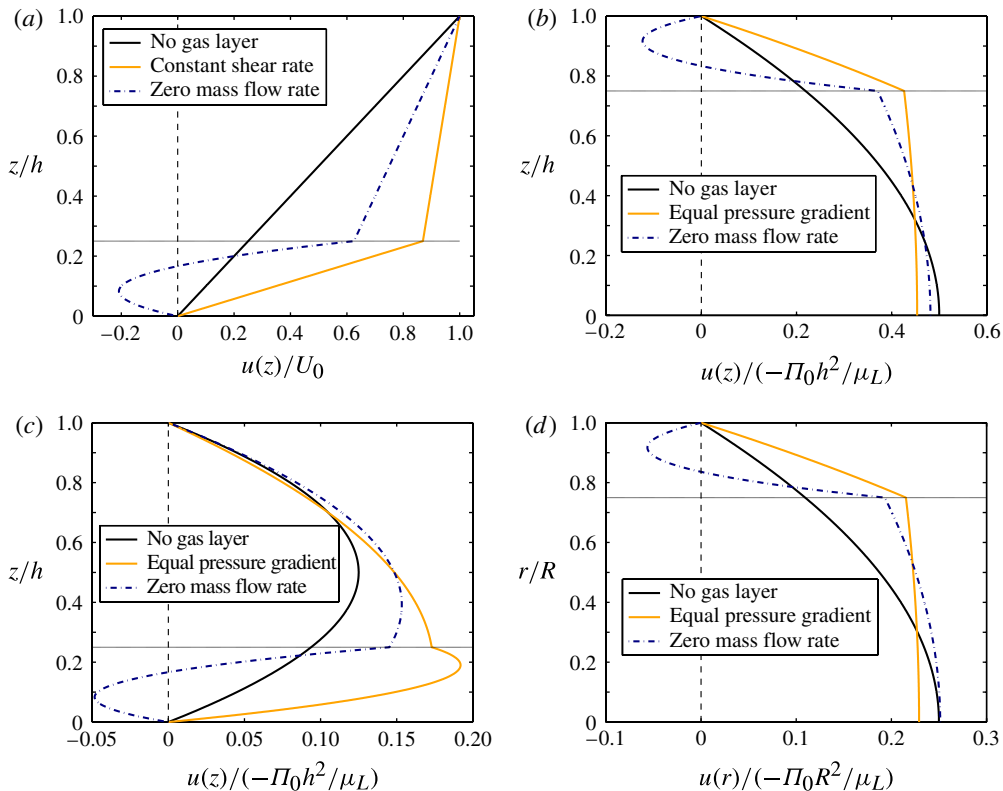 (a)
1.0
0.8
0.6
0.4
0.2
0
z/h
No gas layer
Constant shear rate
Zero mass flow rate
−0.2 0 0.2 0.4 0.6 0.8 1.0
u(z)/U₀
(b)
1.0
0.8
0.6
0.4
0.2
0
z/h
No gas layer
Equal pressure gradient
Zero mass flow rate
−0.2 0 0.2 0.4 0.6
u(z)/(−Π₀h²/μ_L)
(c)
1.0
0.8
0.6
0.4
0.2
0
z/h
No gas layer
Equal pressure gradient
Zero mass flow rate
−0.05 0 0.05 0.10 0.15 0.20
u(z)/(−Π₀h²/μ_L)
(d)
1.0
0.8
0.6
0.4
0.2
0
r/R
No gas layer
Equal pressure gradient
Zero mass flow rate
−0.1 0 0.1 0.2 0.3
u(r)/(−Π₀R²/μ_L)